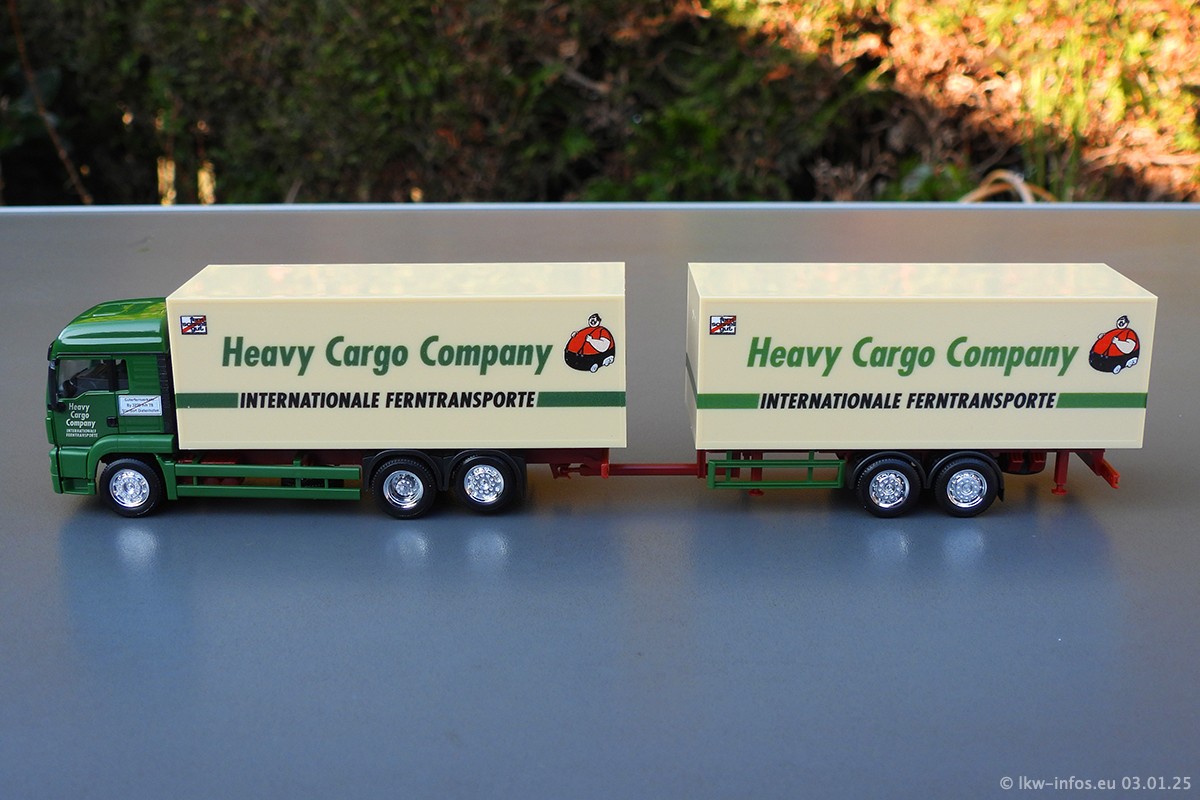 Heavy Cargo Company
INTERNATIONALE FERNTRANSPORTE
Heavy Cargo Company
INTERNATIONALE FERNTRANSPORTE
Heavy
Cargo
Company
INTERNATIONALE
FERNTRANSPORTE
© lkw-infos.eu 03.01.25